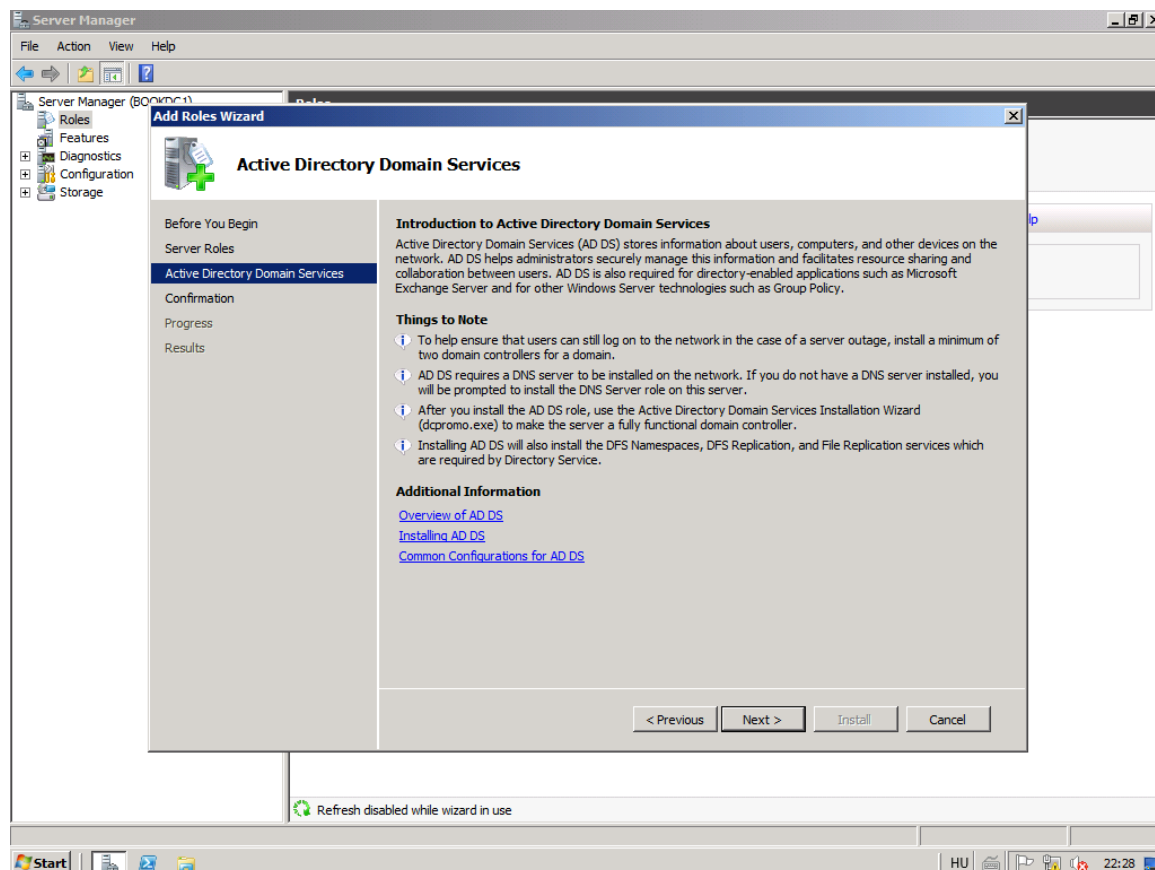 Server Manager
File Action View Help
Server Manager (BOOKDC1)
Roles
Features
Diagnostics
Configuration
Storage
Roles
Add Roles Wizard
Active Directory Domain Services
Before You Begin
Server Roles
Active Directory Domain Services
Confirmation
Progress
Results
Introduction to Active Directory Domain Services
Active Directory Domain Services (AD DS) stores information about users, computers, and other devices on the
network. AD DS helps administrators securely manage this information and facilitates resource sharing and
collaboration between users. AD DS is also required for directory-enabled applications such as Microsoft
Exchange Server and for other Windows Server technologies such as Group Policy.
Things to Note
To help ensure that users can still log on to the network in the case of a server outage, install a minimum of
two domain controllers for a domain.
AD DS requires a DNS server to be installed on the network. If you do not have a DNS server installed, you
will be prompted to install the DNS Server role on this server.
After you install the AD DS role, use the Active Directory Domain Services Installation Wizard
(dcpromo.exe) to make the server a fully functional domain controller.
Installing AD DS will also install the DFS Namespaces, DFS Replication, and File Replication services which
are required by Directory Service.
Additional Information
Overview of AD DS
Installing AD DS
Common Configurations for AD DS
< Previous Next > Install Cancel
lp
Refresh disabled while wizard in use
Start HU 22:28